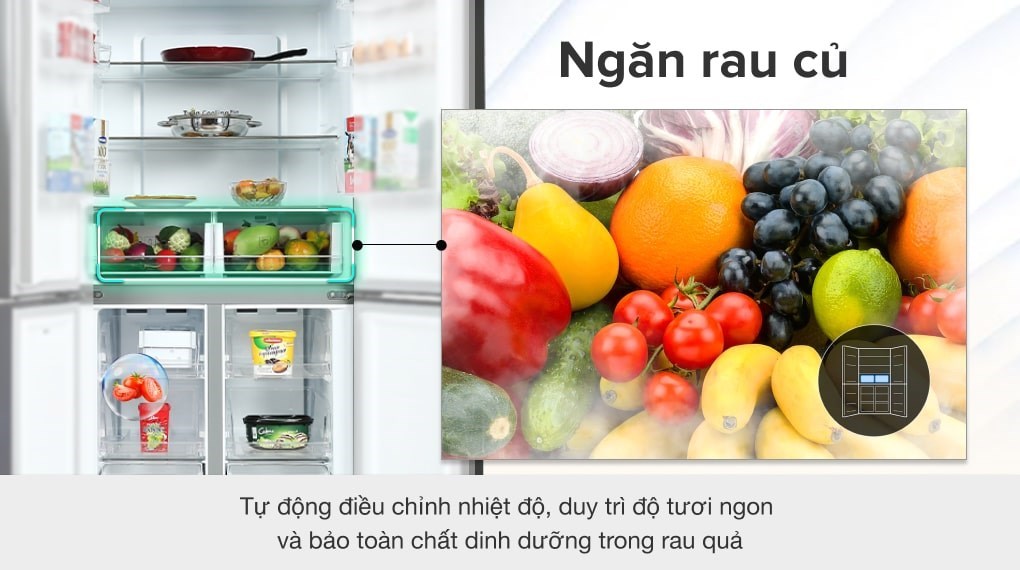 Ngăn rau củ
Tự động điều chỉnh nhiệt độ, duy trì độ tươi ngon
và bảo toàn chất dinh dưỡng trong rau quả